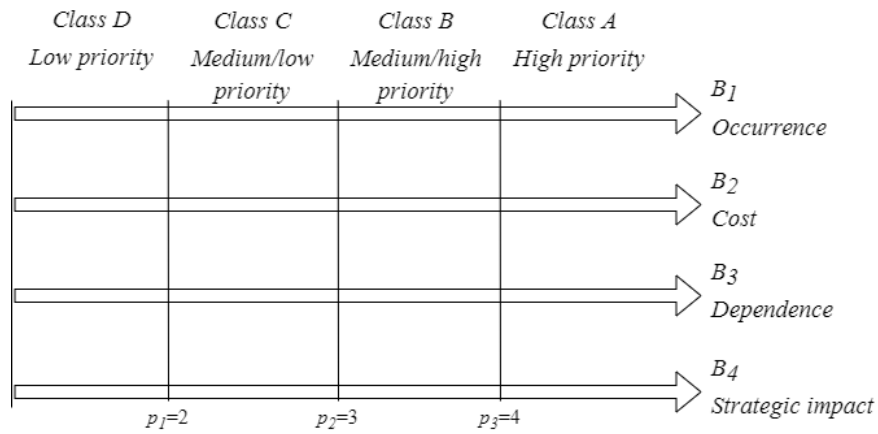 Class D Class C Class B Class A
Low priority Medium/low Medium/high High priority
priority priority
B1
Occurrence
B2
Cost
B3
Dependence
B4
Strategic impact
p1=2 p2=3 p3=4